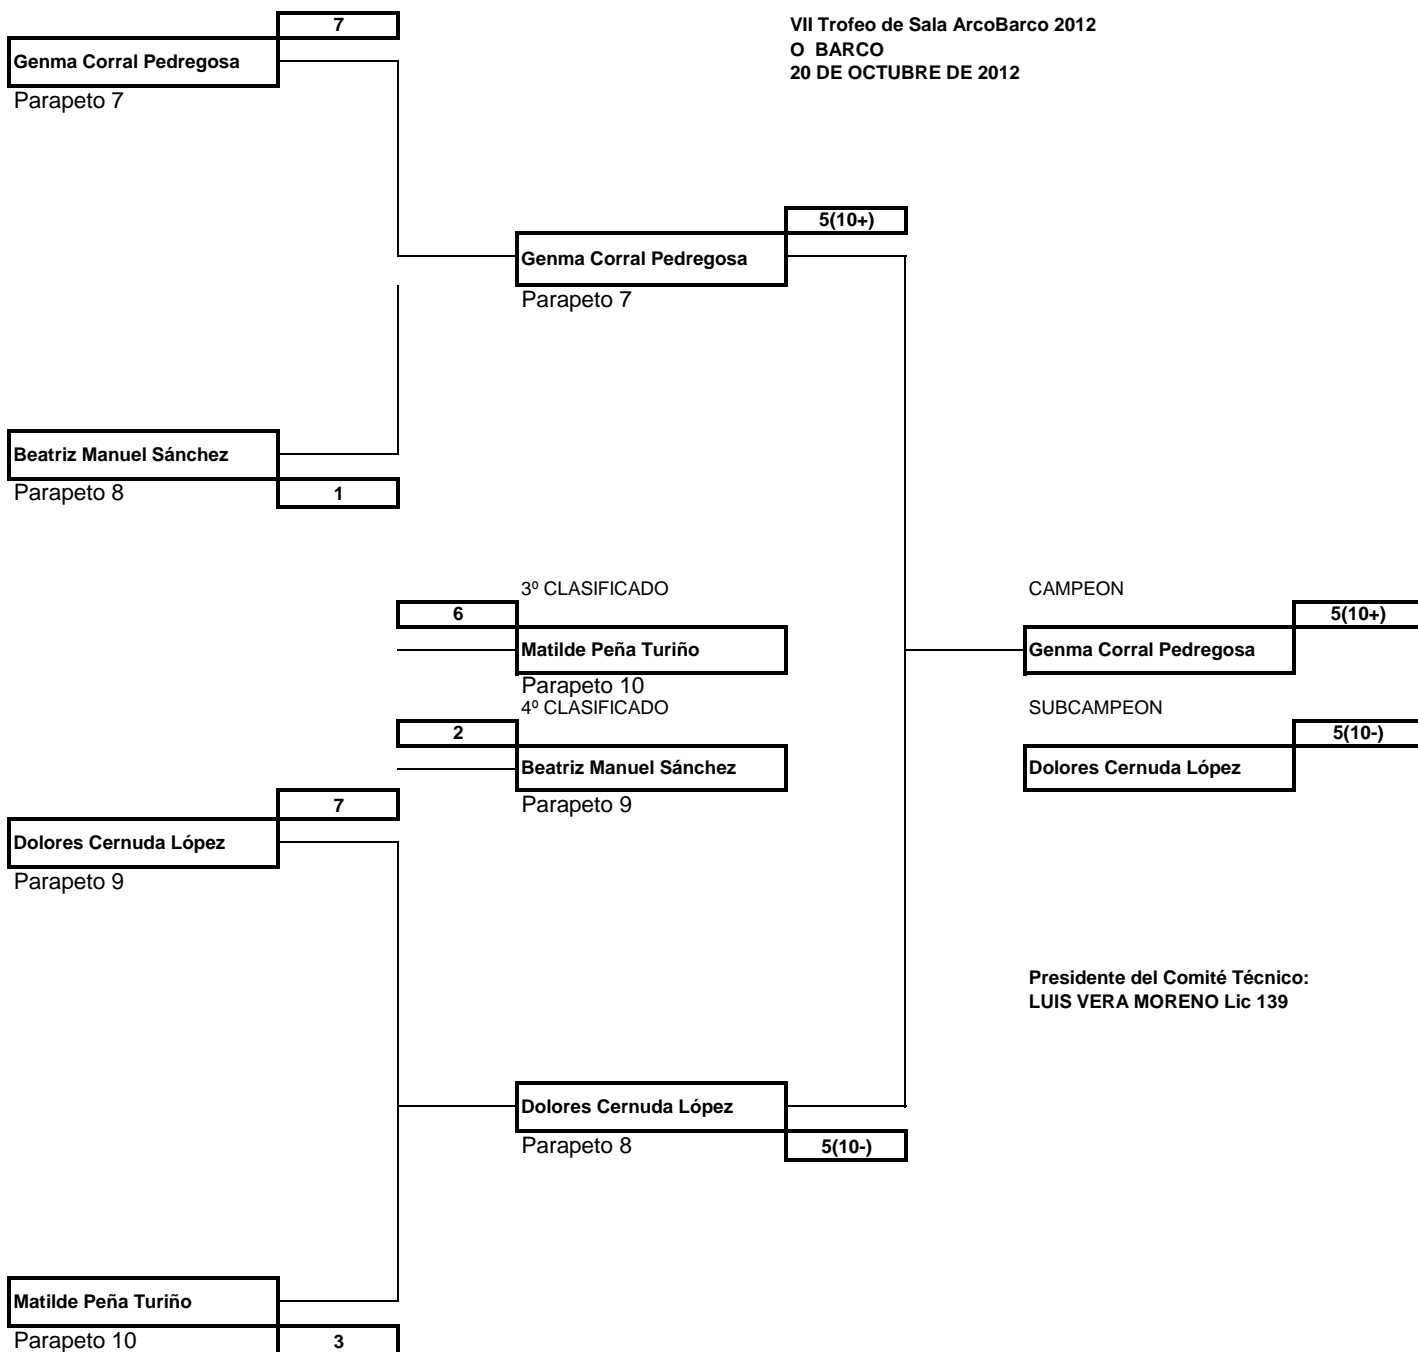 7
VII Trofeo de Sala ArcoBarco 2012
Genma Corral Pedregosa
O BARCO
20 DE OCTUBRE DE 2012
Parapeto 7
5(10+)
Genma Corral Pedregosa
Parapeto 7
Beatriz Manuel Sánchez
Parapeto 8
1
3º CLASIFICADO
CAMPEON
6
5(10+)
Matilde Peña Turiño
Genma Corral Pedregosa
Parapeto 10
4º CLASIFICADO
SUBCAMPEON
2
5(10-)
Beatriz Manuel Sánchez
Dolores Cernuda López
7
Parapeto 9
Dolores Cernuda López
Parapeto 9
Presidente del Comité Técnico:
LUIS VERA MORENO Lic 139
Dolores Cernuda López
Parapeto 8
5(10-)
Matilde Peña Turiño
Parapeto 10
3